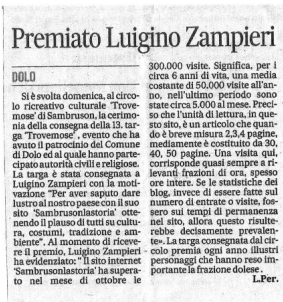 Premiato Luigino Zampieri
DOLO
Si è svolta domenica, al circo-
lo ricreativo culturale 'Trove-
mose' di Sambruson, la cerimo-
nia della consegna della 13. tar-
ga 'Trovemose", evento che ha
avuto il patrocinio del Comune
di Dolo ed al quale hanno parte-
cipato autorità civili e religiose.
La targa è stata consegnata a
Luigino Zampieri con la moti-
vazione "Per aver saputo dare
lustro al nostro paese con il suo
sito 'Sambrusonlastoria' otte-
nendo il plauso di tutti su cultu-
ra, costumi, tradizione e am-
biente". Al momento di riceve-
re il premio, Luigino Zampieri
ha evidenziato: " Il sito internet
'Sambrusonlastoria' ha supera-
to nel mese di ottobre le
300.000 visite. Significa, per i
circa 6 anni di vita, una media
costante di 50.000 visite all'an-
no, nell'ultimo periodo sono
state circa 5.000 al mese. Preci-
so che l'unità di lettura, in que-
sto sito, è un articolo che quan-
do è breve misura 2,3,4 pagine,
mediamente è costituito da 30,
40, 50 pagine. Una visita qui,
corrisponde quasi sempre a ri-
levanti frazioni di ora, spesso
ore intere. Se le statistiche dei
blog, invece di essere fatte sul
numero di entrate o visite, fos-
sero sui tempi di permanenza
nel sito, allora questo risulte-
rebbe decisamente prevalen-
te». La targa consegnata dal cir-
colo premia ogni anno illustri
personaggi che hanno reso im-
portante la frazione dolese .
L.Per.